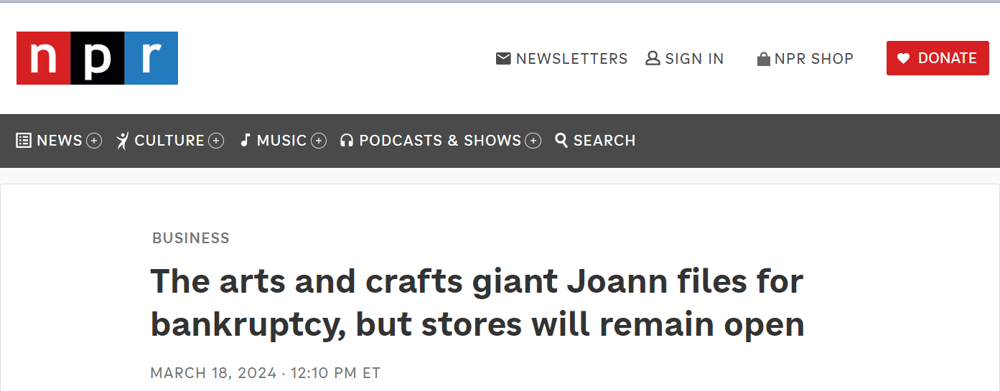 npr
NEWSLETTERS SIGN IN NPR SHOP DONATE
NEWS CULTURE MUSIC PODCASTS & SHOWS SEARCH
BUSINESS
The arts and crafts giant Joann files for
bankruptcy, but stores will remain open
MARCH 18, 2024 · 12:10 PM ET